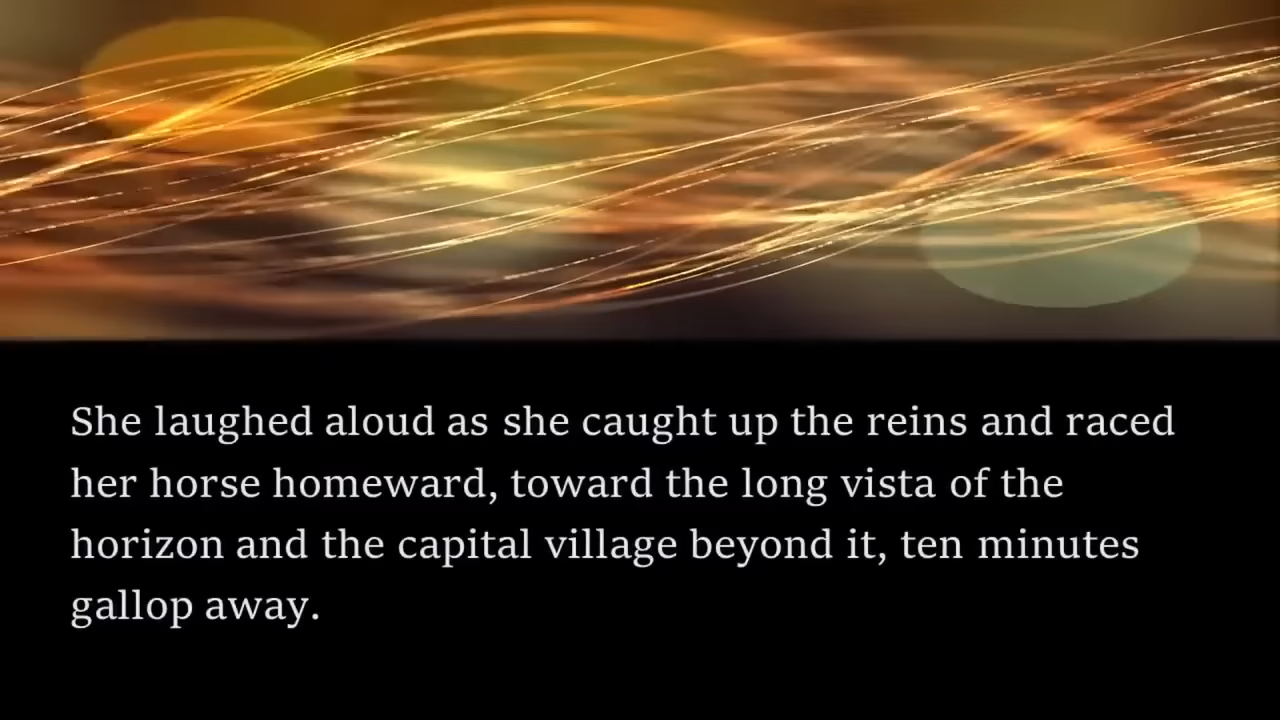 She laughed aloud as she caught up the reins and raced
her horse homeward, toward the long vista of the
horizon and the capital village beyond it, ten minutes
gallop away.